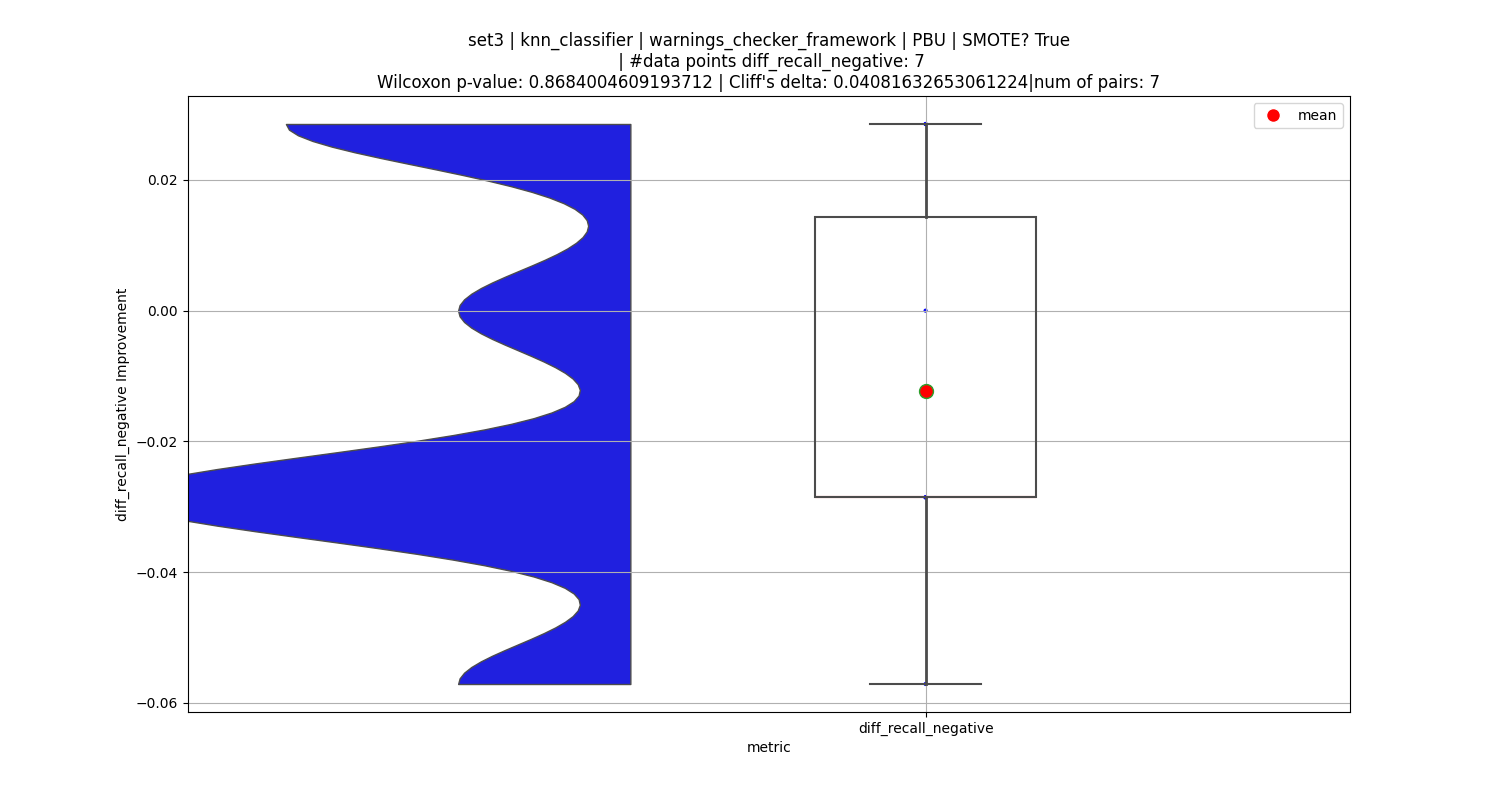 set3 | knn_classifier | warnings_checker_framework | PBU | SMOTE? True
| #data points diff_recall_negative: 7
Wilcoxon p-value: 0.8684004609193712 | Cliff's delta: 0.04081632653061224|num of pairs: 7
mean
0.02
0.00
−0.02
−0.04
−0.06
diff_recall_negative Improvement
diff_recall_negative
metric